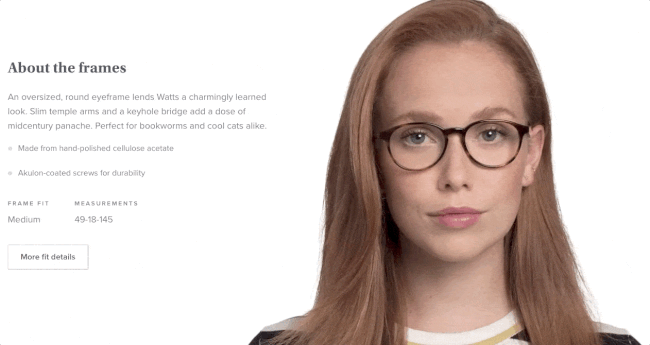 About the frames
An oversized, round eyeframe lends Watts a charmingly learned
look. Slim temple arms and a keyhole bridge add a dose of
midcentury panache. Perfect for bookworms and cool cats alike.
Made from hand-polished cellulose acetate
Akulon-coated screws for durability
FRAME FIT MEASUREMENTS
Medium 49-18-145
More fit details